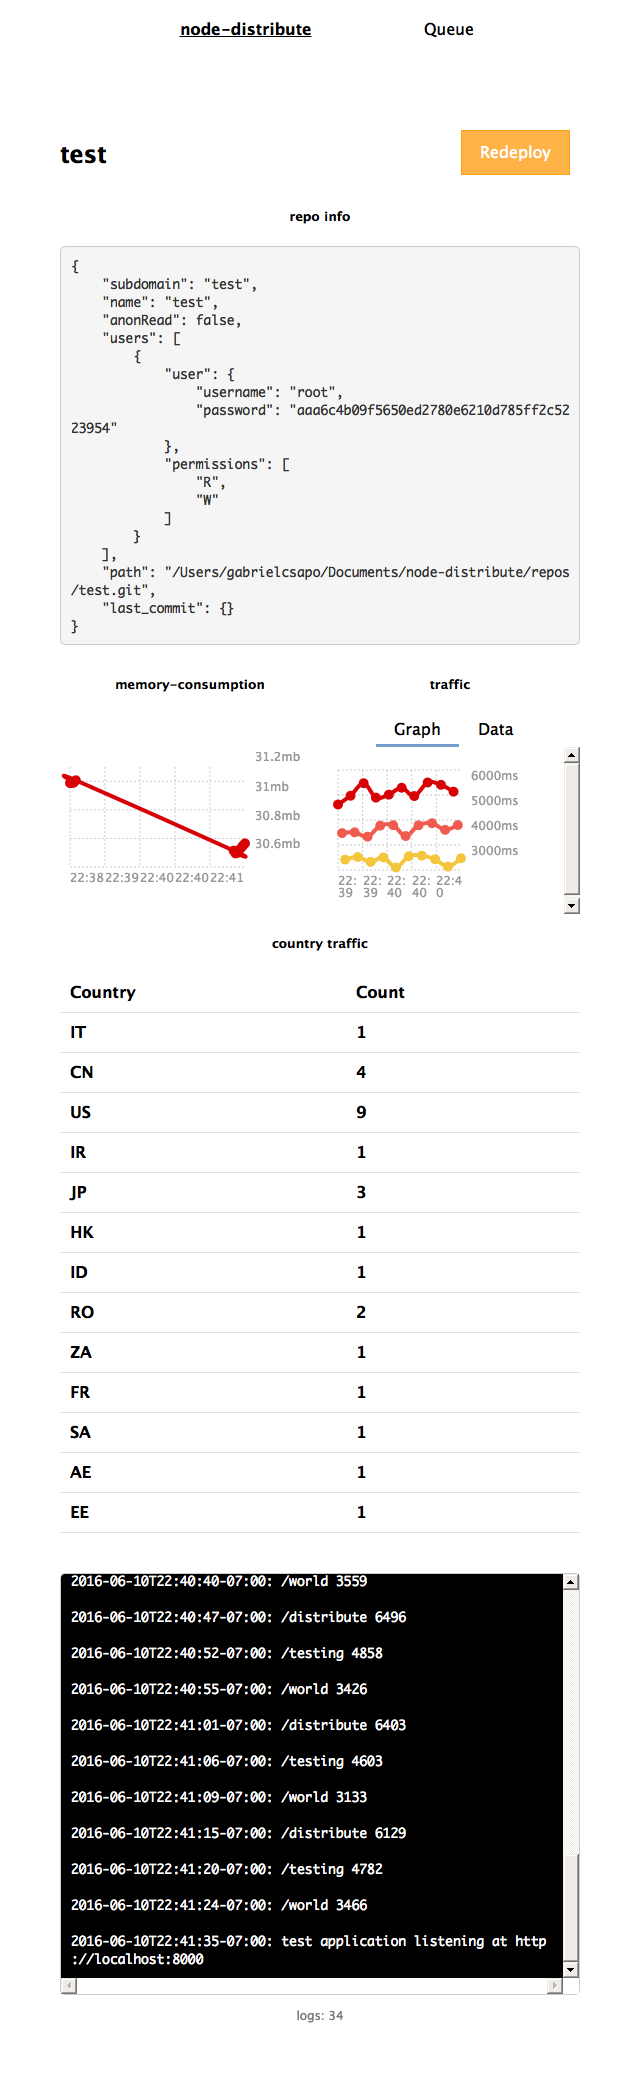 node-distribute Queue
test Redeploy
repo info
{
    "subdomain": "test",
    "name": "test",
    "anonRead": false,
    "users": [
        {
            "user": {
                "username": "root",
                "password": "aaa6c4b09f5650ed2780e6210d785ff2c52
23954"
            },
            "permissions": [
                "R",
                "W"
            ]
        }
    ],
    "path": "/Users/gabrielcsapo/Documents/node-distribute/repos
/test.git",
    "last_commit": {}
}
memory-consumption
31.2mb
31mb
30.8mb
30.6mb
22:38 22:39 22:40 22:40 22:41
traffic
Graph Data
6000ms
5000ms
4000ms
3000ms
22: 22: 22: 22: 22:4
39 39 40 40 0
country traffic
Country Count
IT 1
CN 4
US 9
IR 1
JP 3
HK 1
ID 1
RO 2
ZA 1
FR 1
SA 1
AE 1
EE 1
2016-06-10T22:40:40-07:00: /world 3559
2016-06-10T22:40:47-07:00: /distribute 6496
2016-06-10T22:40:52-07:00: /testing 4858
2016-06-10T22:40:55-07:00: /world 3426
2016-06-10T22:41:01-07:00: /distribute 6403
2016-06-10T22:41:06-07:00: /testing 4603
2016-06-10T22:41:09-07:00: /world 3133
2016-06-10T22:41:15-07:00: /distribute 6129
2016-06-10T22:41:20-07:00: /testing 4782
2016-06-10T22:41:24-07:00: /world 3466
2016-06-10T22:41:35-07:00: test application listening at http
://localhost:8000
logs: 34